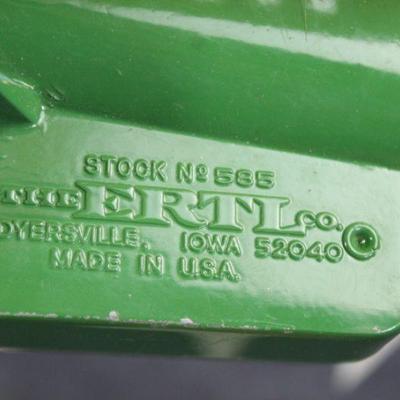 STOCK Nº 585
THE ERTL CO.
DYERSVILLE, IOWA 52040
MADE IN U.S.A.